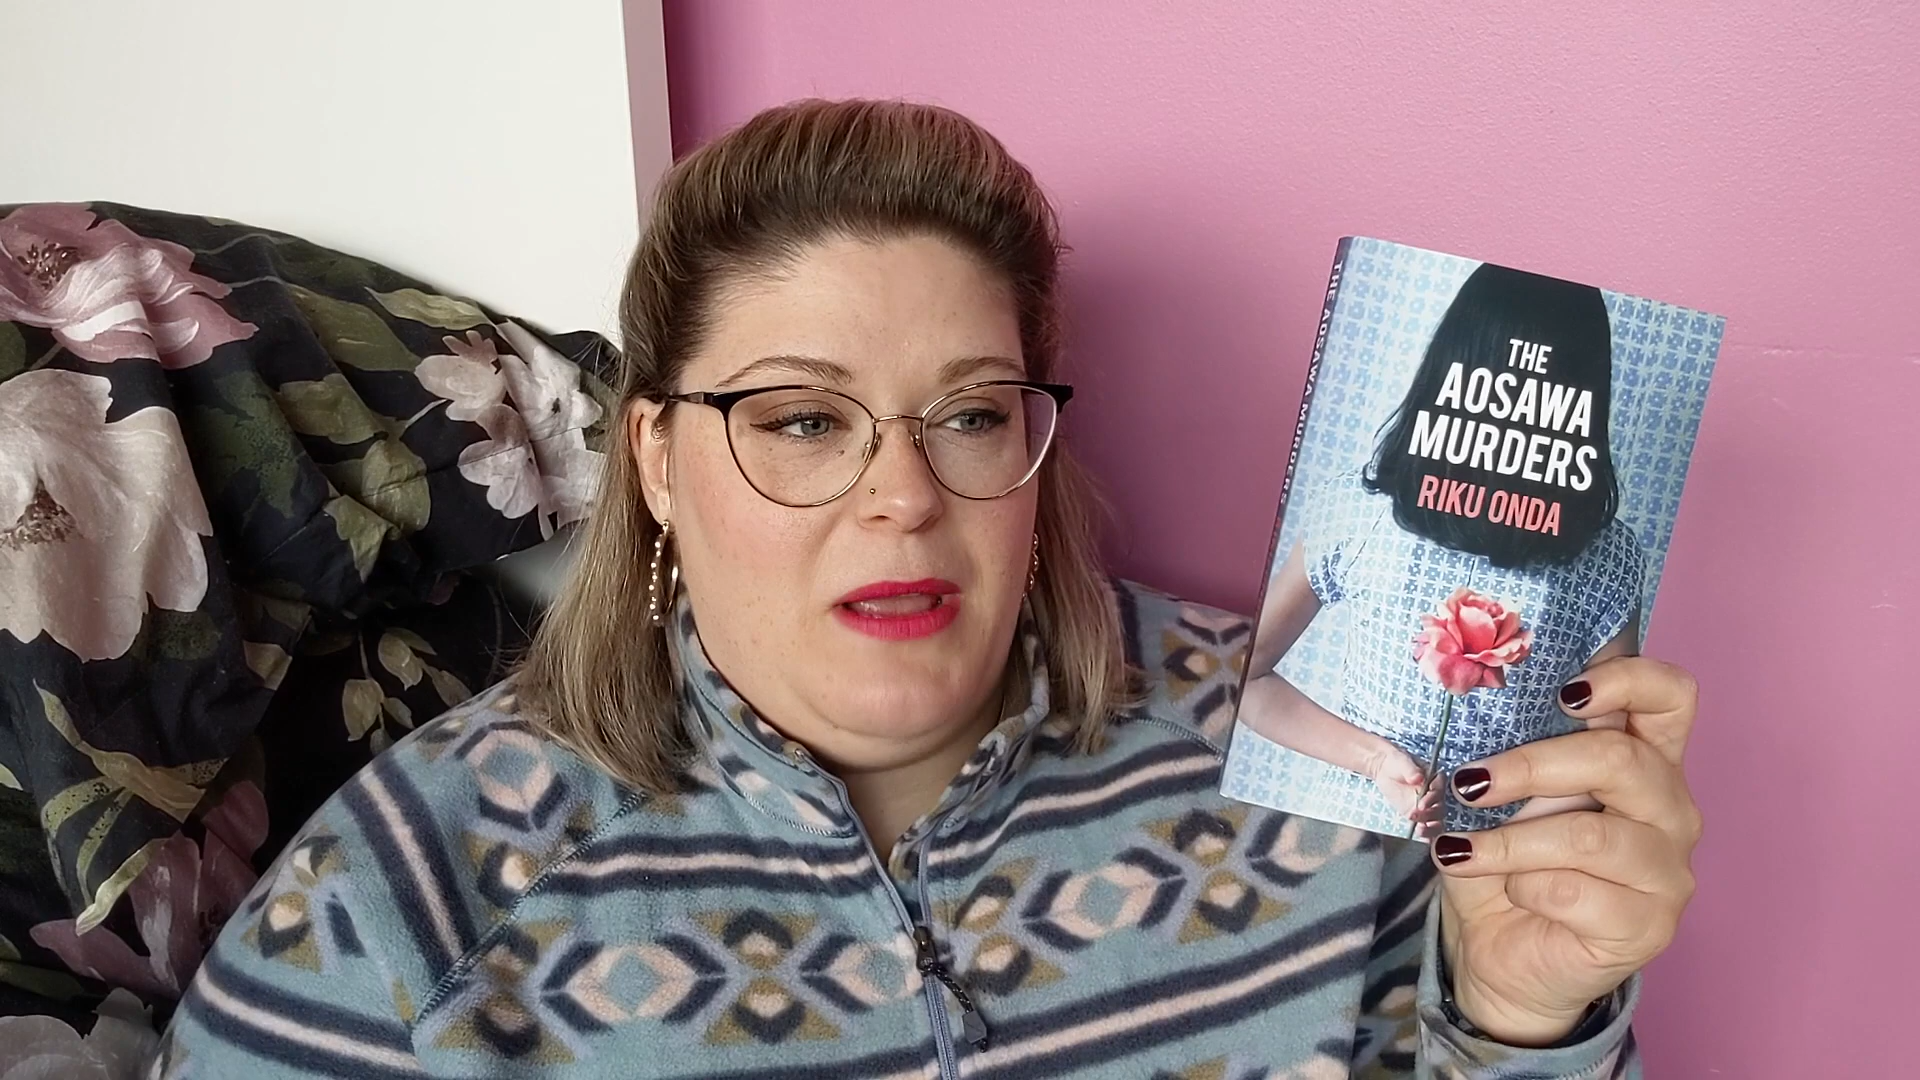 THE
AOSAWA
MURDERS
RIKU ONDA
THE AOSAWA MURDERS